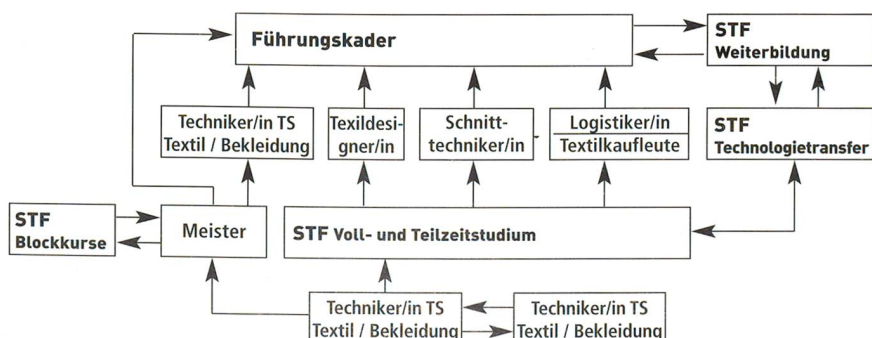 Führungskader
STF
Weiterbildung
Techniker/in TS
Textil / Bekleidung
Texildesi-
gner/in
Schnitt-
techniker/in
Logistiker/in
Textilkaufleute
STF
Technologietransfer
STF
Blockkurse
Meister
STF Voll- und Teilzeitstudium
Techniker/in TS
Textil / Bekleidung
Techniker/in TS
Textil / Bekleidung